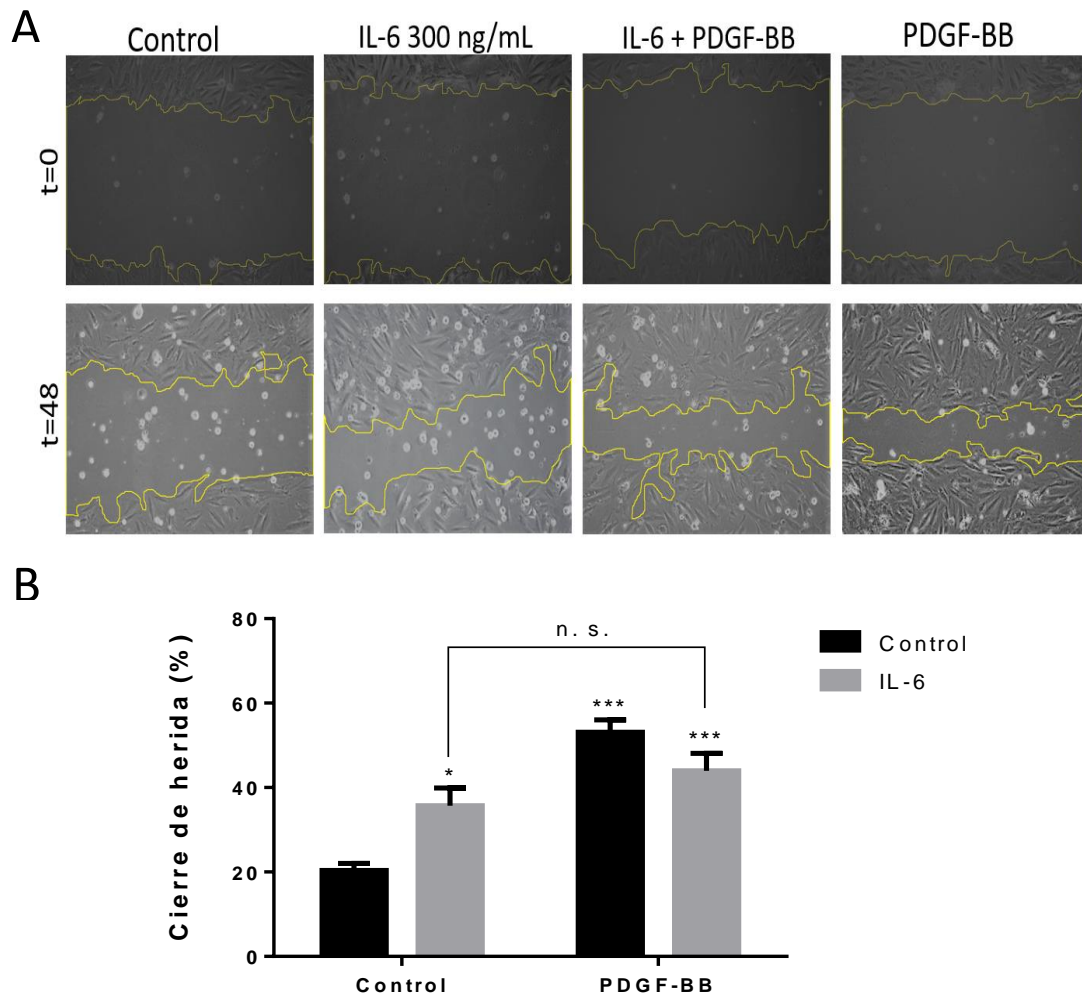 A
Control
IL-6 300 ng/mL
IL-6 + PDGF-BB
PDGF-BB
t=0
t=48
B
Cierre de herida (%)
80
60
40
20
0
n. s.
*
***
***
Control
IL-6
Control
PDGF-BB